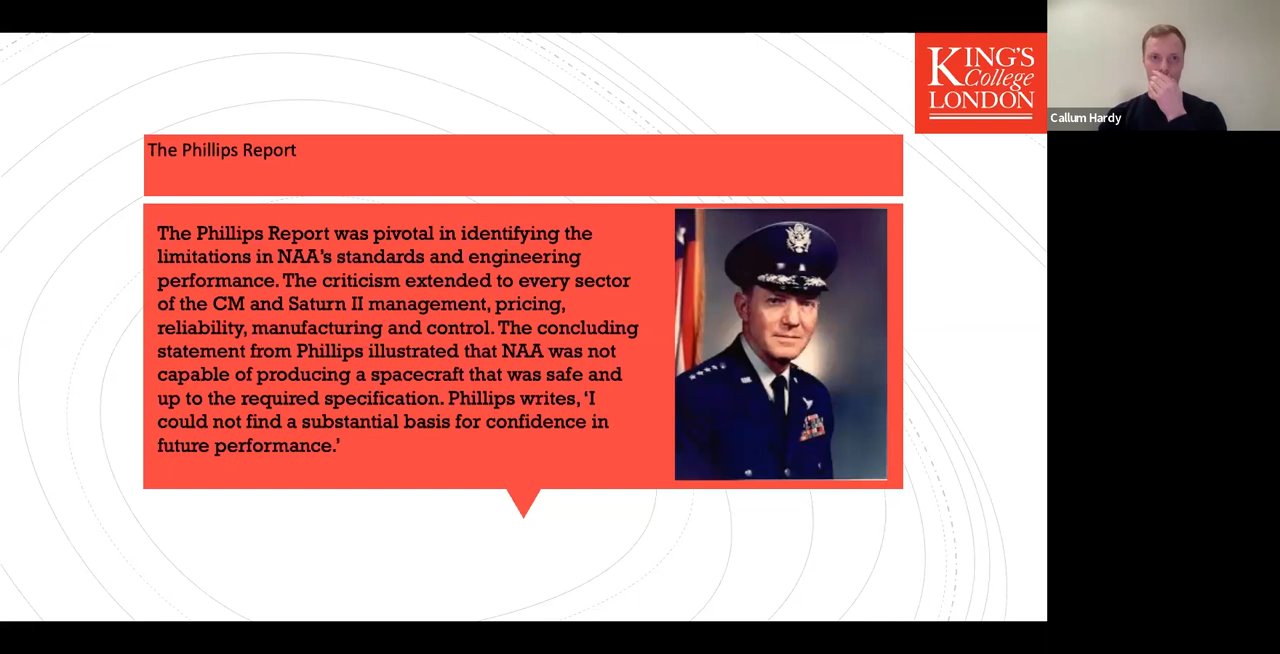 KING'S
College
LONDON
Callum Hardy
The Phillips Report
The Phillips Report was pivotal in identifying the
limitations in NAA's standards and engineering
performance. The criticism extended to every sector
of the CM and Saturn II management, pricing,
reliability, manufacturing and control. The concluding
statement from Phillips illustrated that NAA was not
capable of producing a spacecraft that was safe and
up to the required specification. Phillips writes, ‘I
could not find a substantial basis for confidence in
future performance.’